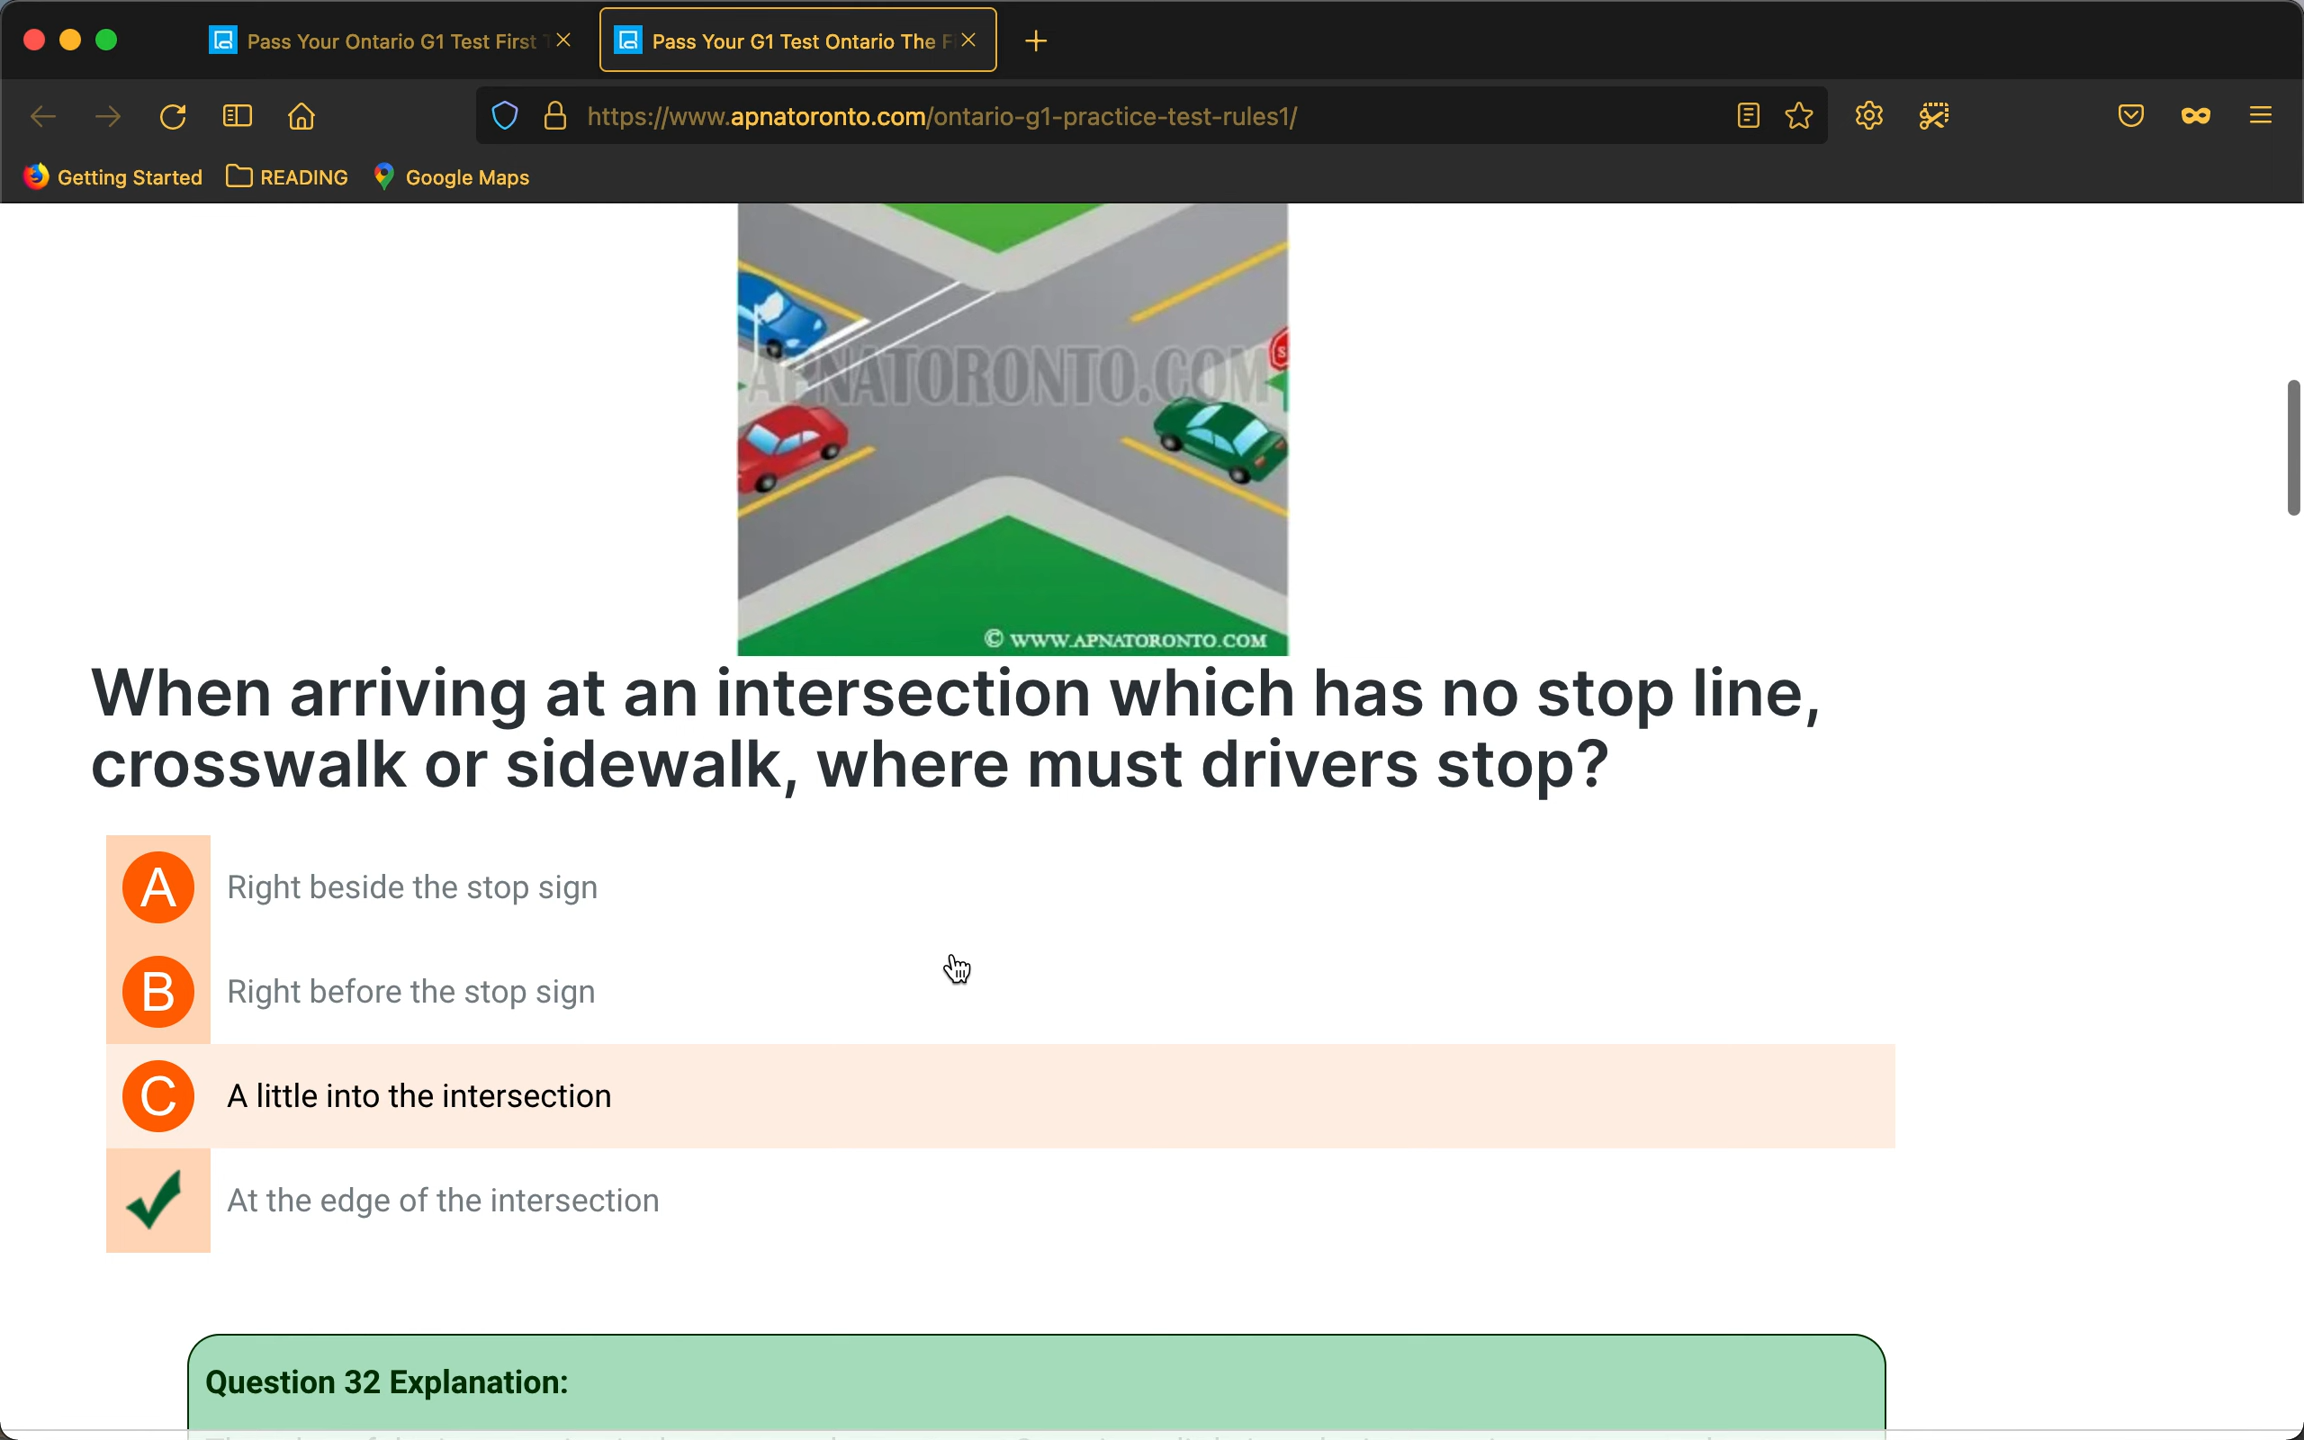 Pass Your Ontario G1 Test First
Pass Your G1 Test Ontario The F
https://www.apnatoronto.com/ontario-g1-practice-test-rules1/
Getting Started READING Google Maps
APNATORONTO.COM
© WWW.APNATORONTO.COM
When arriving at an intersection which has no stop line,
crosswalk or sidewalk, where must drivers stop?
A Right beside the stop sign
B Right before the stop sign
C A little into the intersection
At the edge of the intersection
Question 32 Explanation: